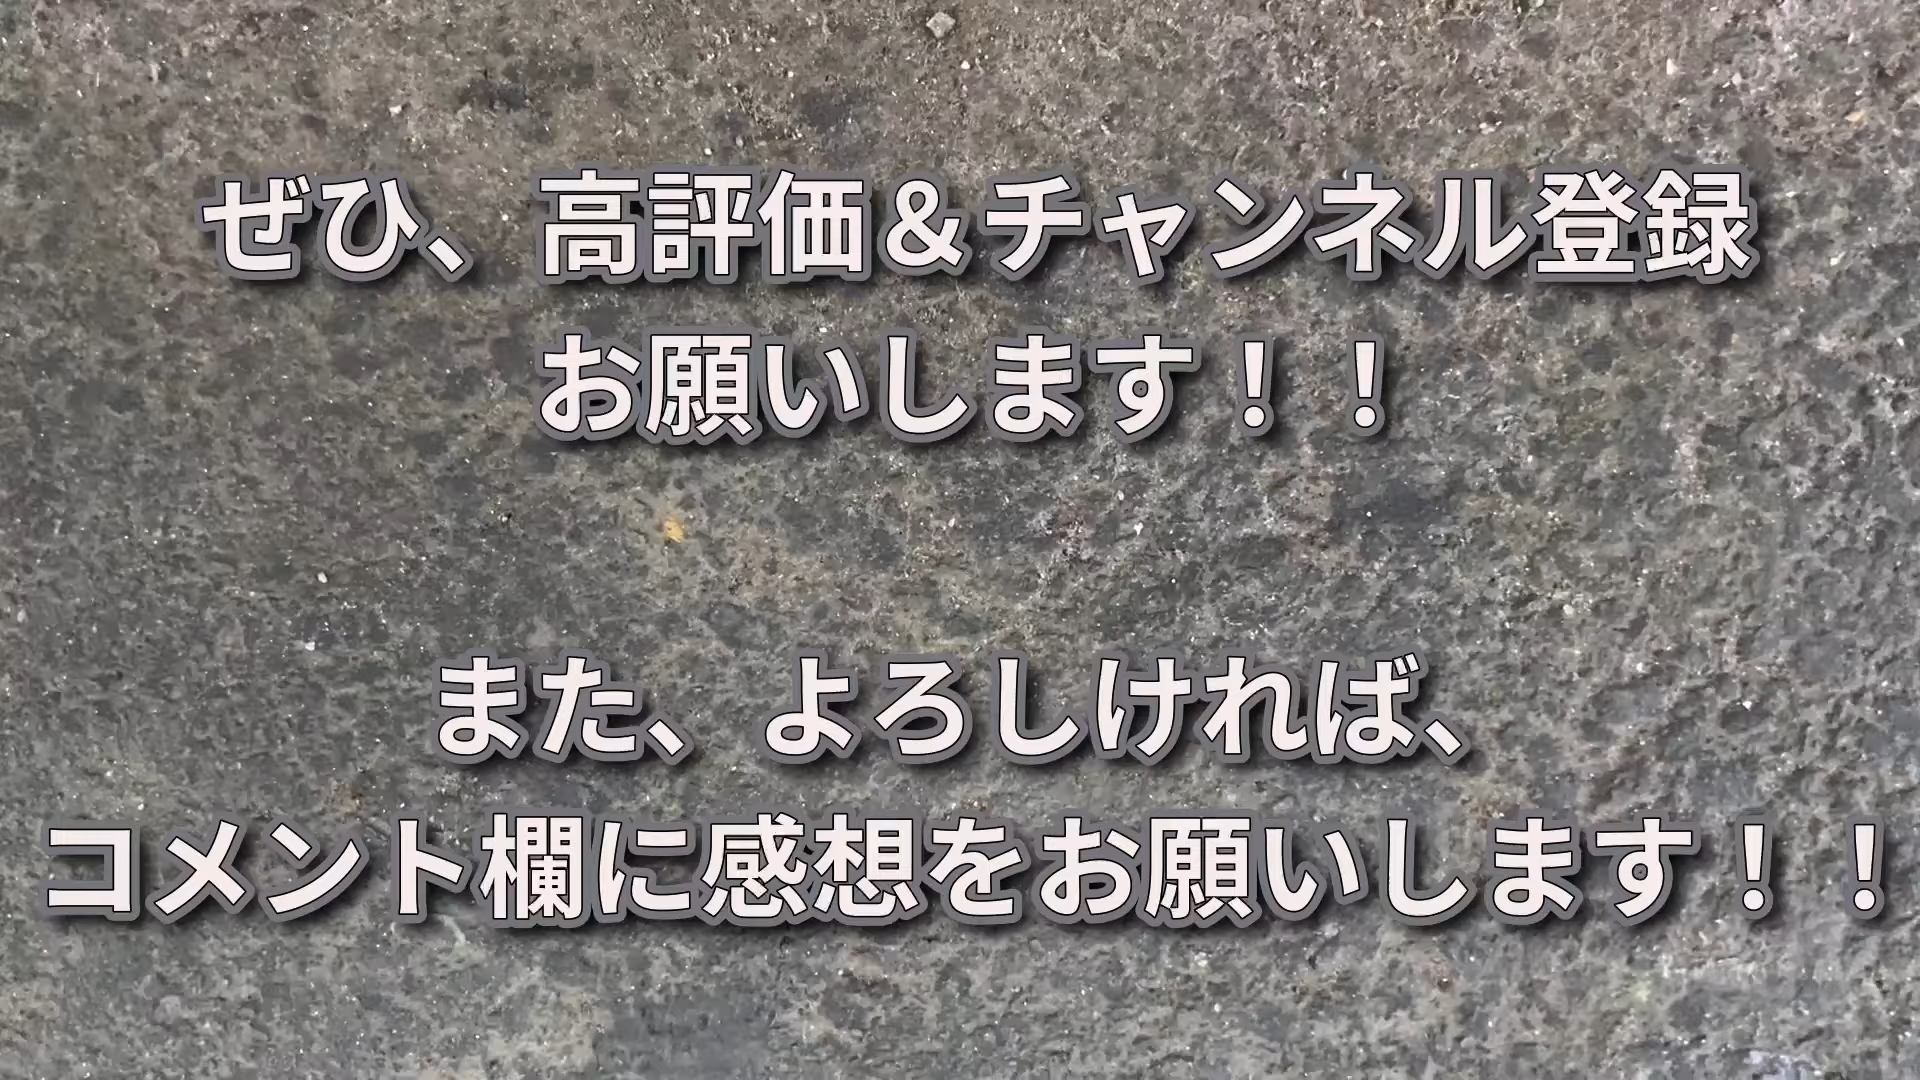 ぜひ、高評価＆チャンネル登録
お願いします！！
また、よろしければ、
コメント欄に感想をお願いします！！